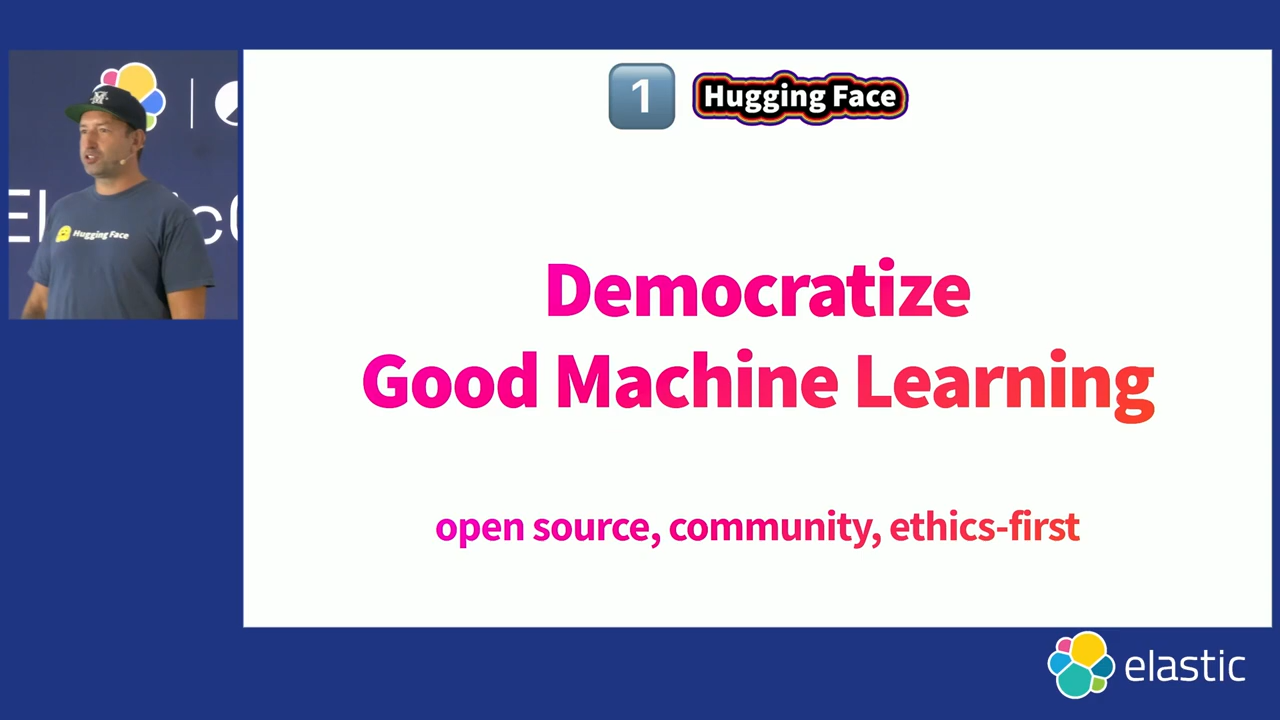 1 Hugging Face
Democratize
Good Machine Learning
open source, community, ethics-first
Hugging Face
elastic